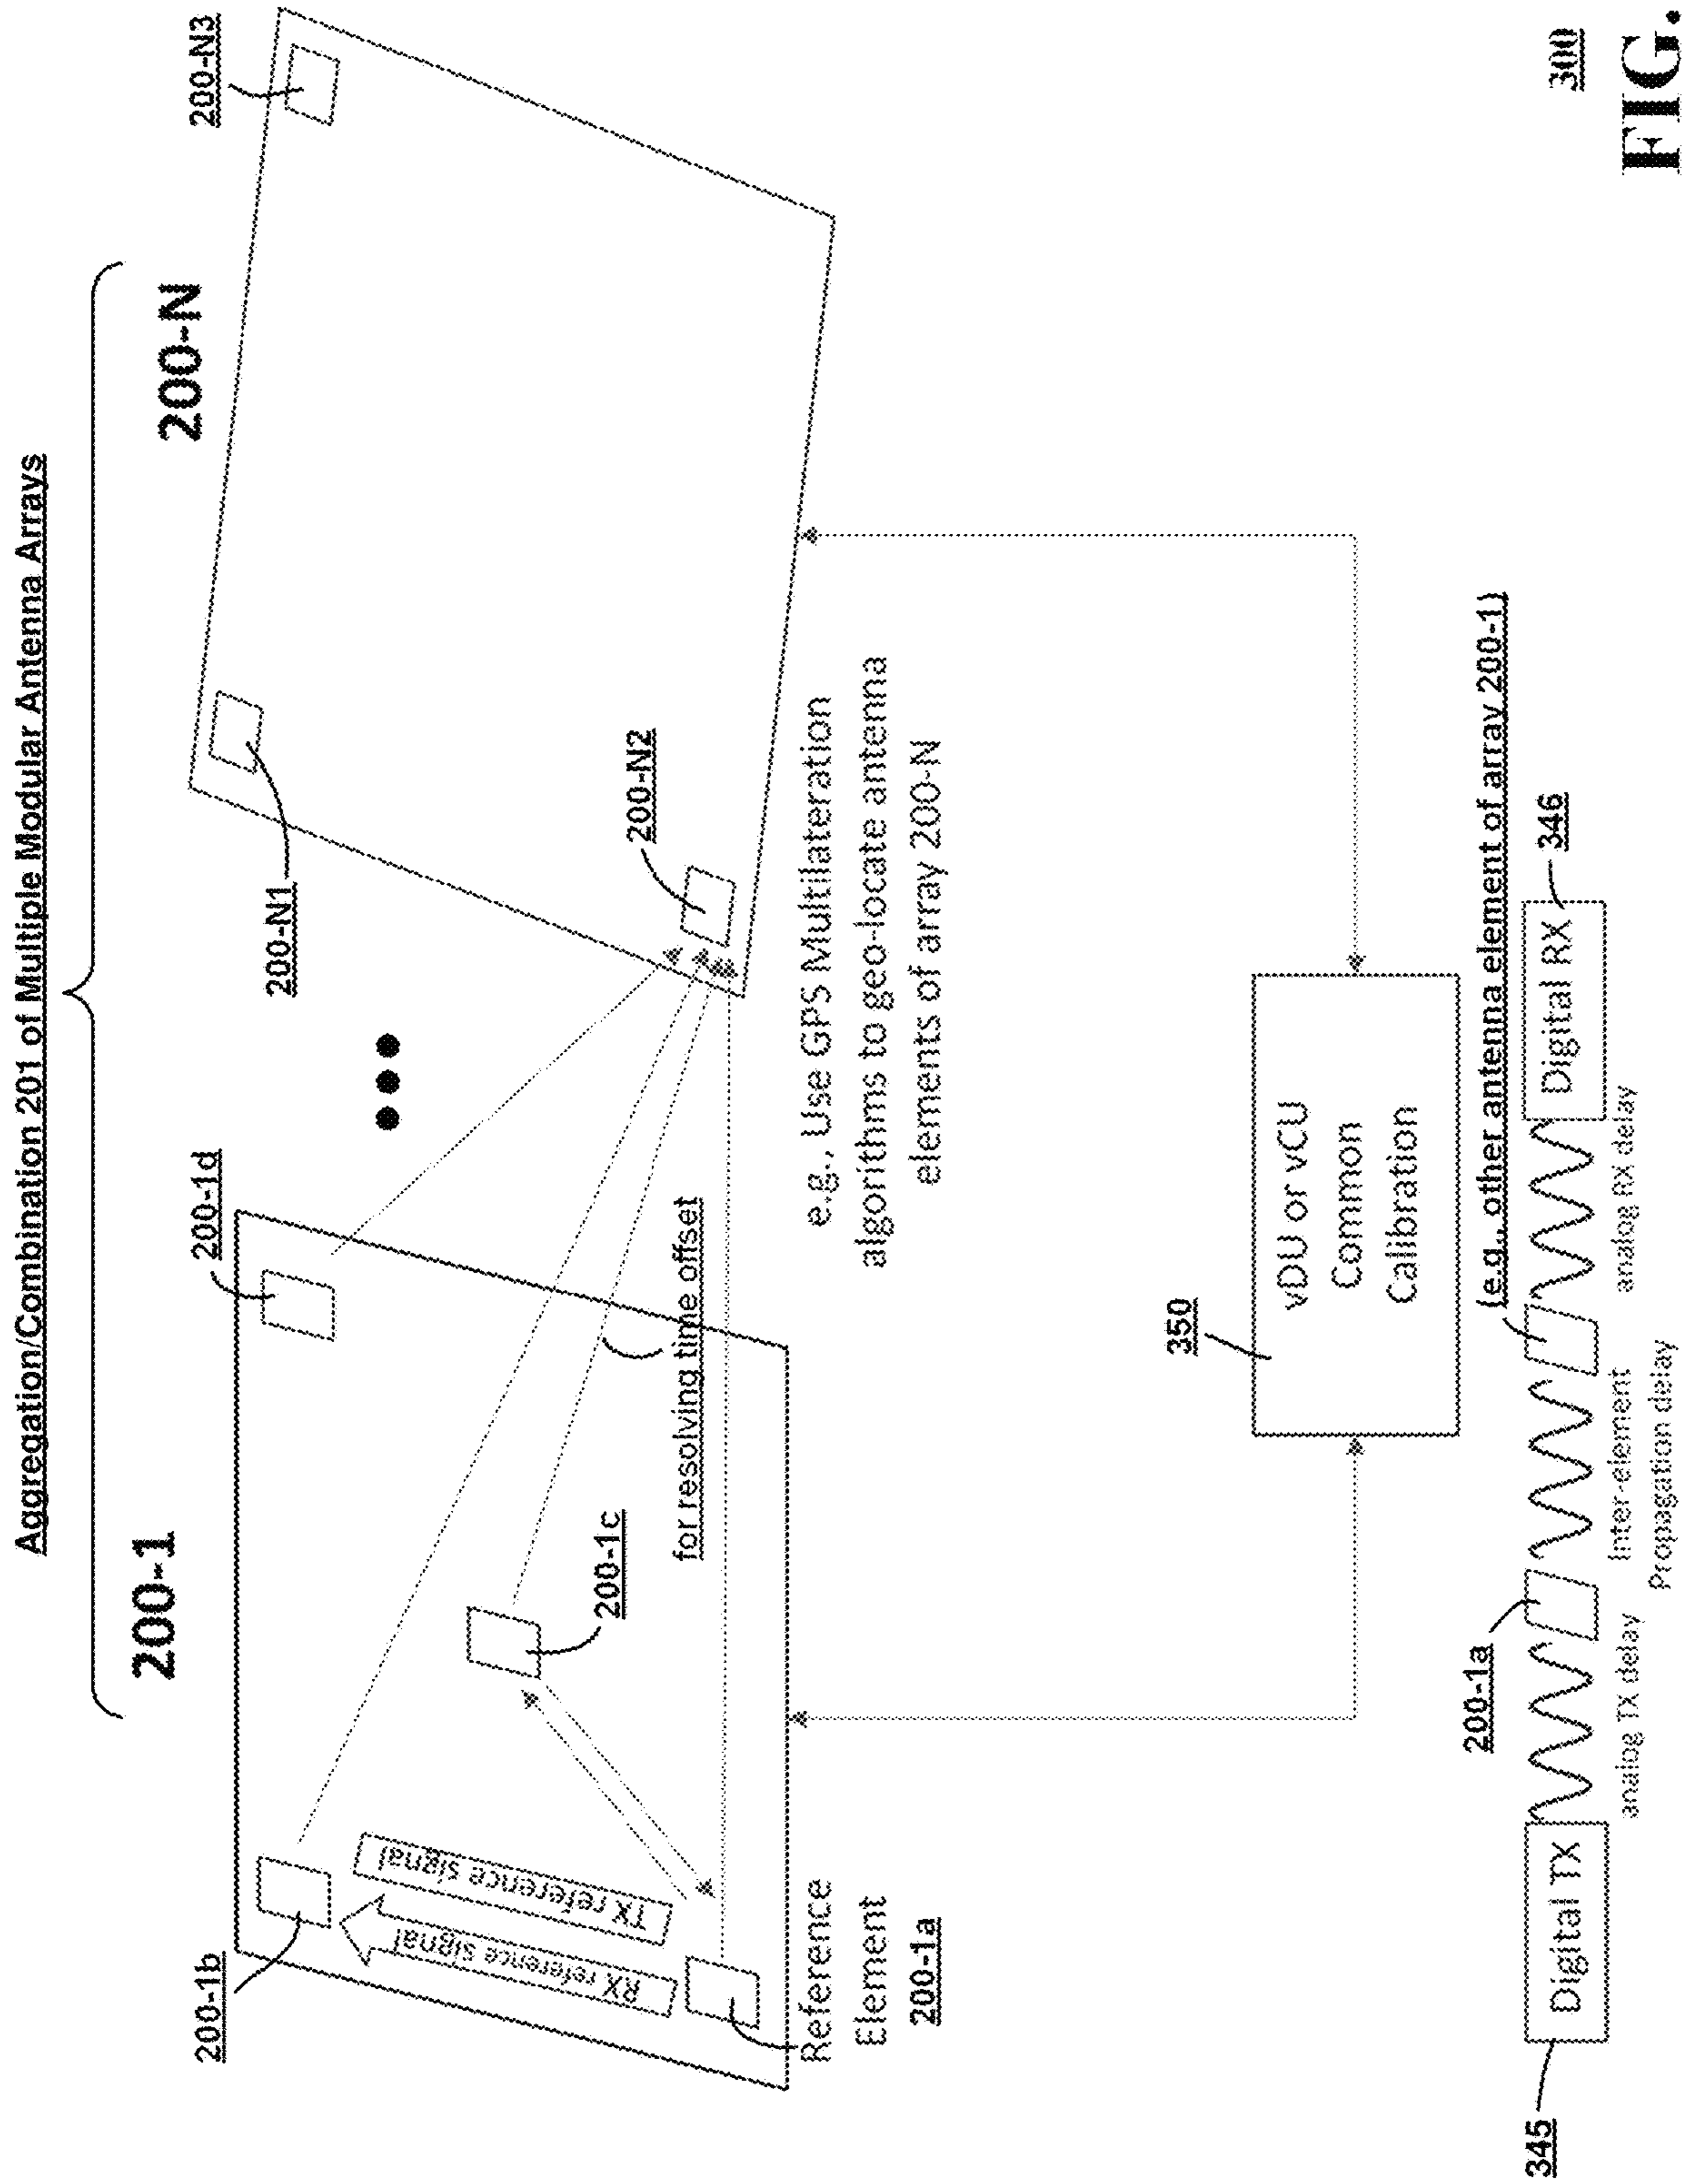 Aggregation/Combination 201 of Multiple Modular Antenna Arrays
200-1
200-N
200-1b
200-1d
200-N1
200-N3
200-1c
200-N2
RX reference signal
TX reference signal
for resolving time offset
Reference
Element
200-1a
e.g., Use GPS Multilateration
algorithms to geo-locate antenna
elements of array 200-N
350
vDU or vCU
Common
Calibration
345
Digital TX
200-1a
(e.g., other antenna element of array 200-1)
346
Digital RX
analog TX delay
Inter-element
Propagation delay
analog RX delay
300
FIG.